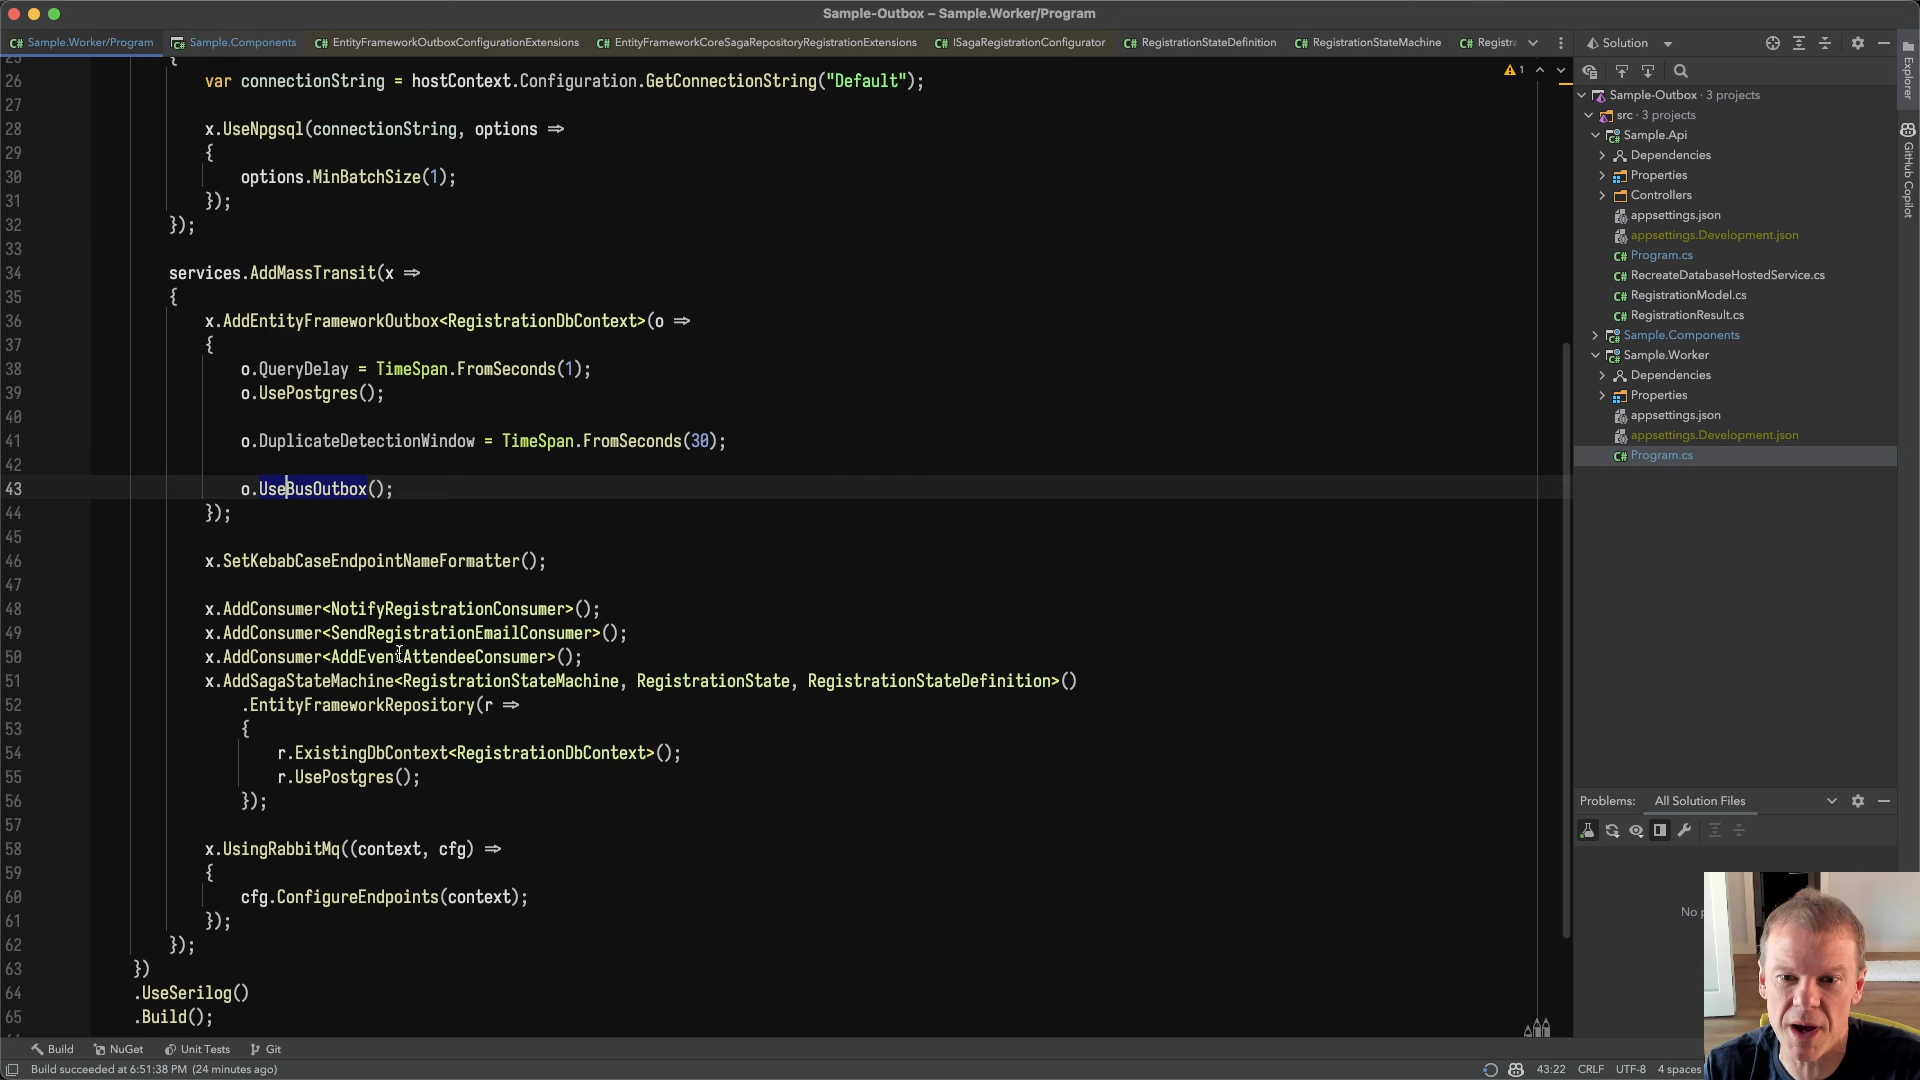 Sample-Outbox – Sample.Worker/Program
C# Sample.Worker/Program
Sample.Components
C# EntityFrameworkOutboxConfigurationExtensions
C# EntityFrameworkCoreSagaRepositoryRegistrationExtensions
C# ISagaRegistrationConfigurator
C# RegistrationStateDefinition
C# RegistrationStateMachine
C# Registr
Solution
25 {
26 var connectionString = hostContext.Configuration.GetConnectionString("Default");
27
28 x.UseNpgsql(connectionString, options =>
29 {
30 options.MinBatchSize(1);
31 });
32 });
33
34 services.AddMassTransit(x =>
35 {
36 x.AddEntityFrameworkOutbox<RegistrationDbContext>(o =>
37 {
38 o.QueryDelay = TimeSpan.FromSeconds(1);
39 o.UsePostgres();
40
41 o.DuplicateDetectionWindow = TimeSpan.FromSeconds(30);
42
43 o.UseBusOutbox();
44 });
45
46 x.SetKebabCaseEndpointNameFormatter();
47
48 x.AddConsumer<NotifyRegistrationConsumer>();
49 x.AddConsumer<SendRegistrationEmailConsumer>();
50 x.AddConsumer<AddEventAttendeeConsumer>();
51 x.AddSagaStateMachine<RegistrationStateMachine, RegistrationState, RegistrationStateDefinition>()
52 .EntityFrameworkRepository(r =>
53 {
54 r.ExistingDbContext<RegistrationDbContext>();
55 r.UsePostgres();
56 });
57
58 x.UsingRabbitMq((context, cfg) =>
59 {
60 cfg.ConfigureEndpoints(context);
61 });
62 });
63 })
64 .UseSerilog()
65 .Build();
1
Sample-Outbox · 3 projects
src · 3 projects
Sample.Api
Dependencies
Properties
Controllers
appsettings.json
appsettings.Development.json
C# Program.cs
C# RecreateDatabaseHostedService.cs
C# RegistrationModel.cs
C# RegistrationResult.cs
Sample.Components
Sample.Worker
Dependencies
Properties
appsettings.json
appsettings.Development.json
C# Program.cs
Explorer
GitHub Copilot
Problems: All Solution Files
No
Build NuGet Unit Tests Git
Build succeeded at 6:51:38 PM (24 minutes ago)
43:22 CRLF UTF-8 4 spaces